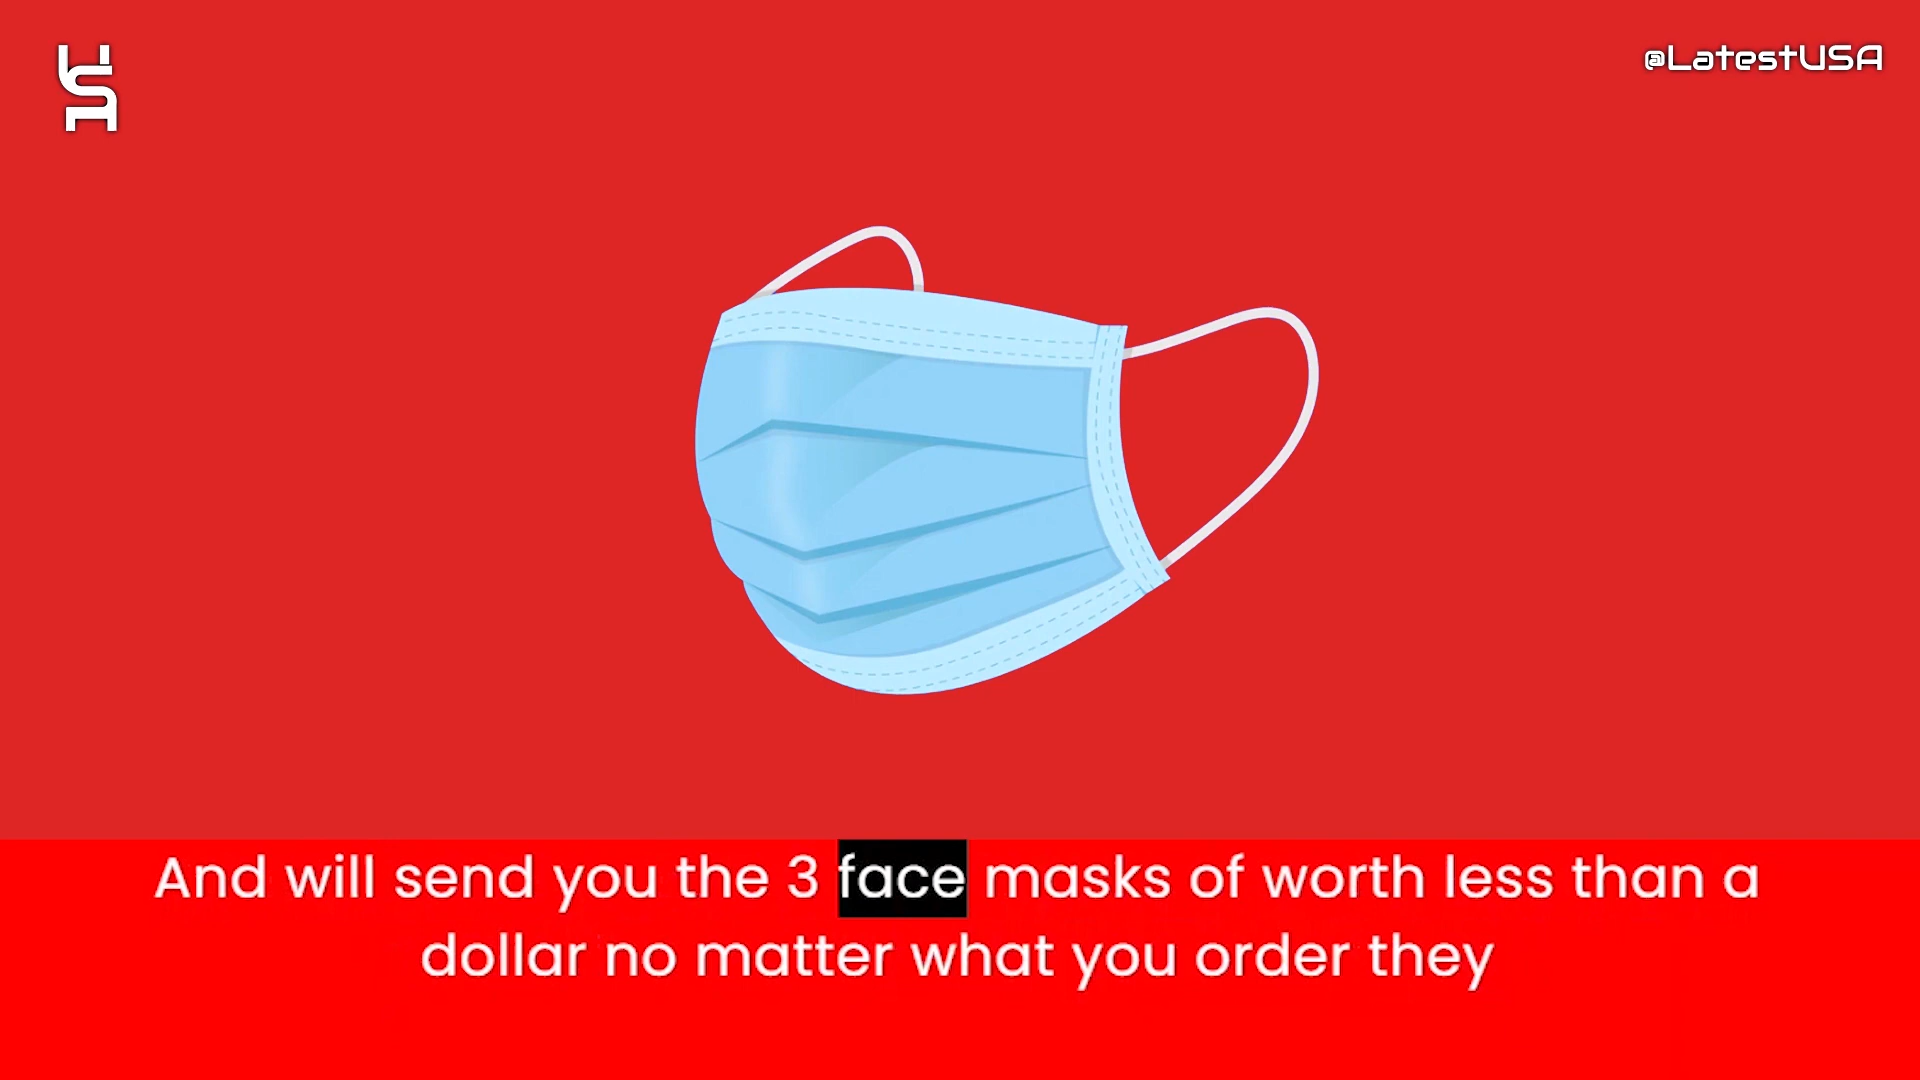 USA
@LatestUSA
And will send you the 3 face masks of worth less than a
dollar no matter what you order they